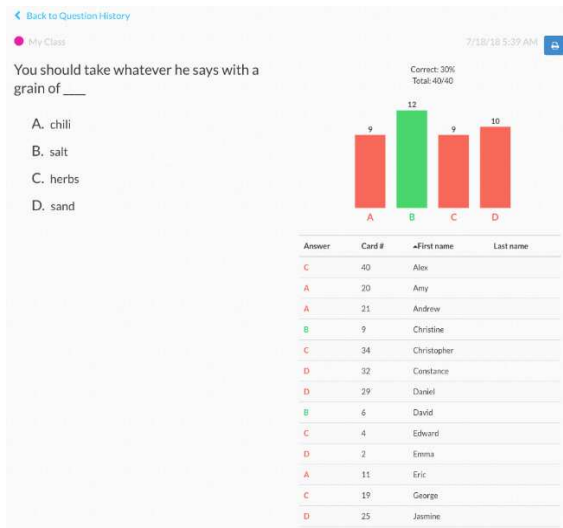 Back to Question History
My Class
7/18/18 5:39 AM
You should take whatever he says with a
grain of ___
A. chili
B. salt
C. herbs
D. sand
Correct: 30%
Total: 40/40
9
12
9
10
A B C D
Answer Card # First name Last name
C 40 Alex
A 20 Amy
A 21 Andrew
B 9 Christine
C 34 Christopher
D 32 Constance
D 29 Daniel
B 6 David
C 4 Edward
D 2 Emma
A 11 Eric
C 19 George
D 25 Jasmine